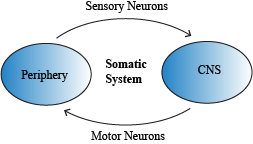 Sensory Neurons
Periphery
Somatic
System
CNS
Motor Neurons